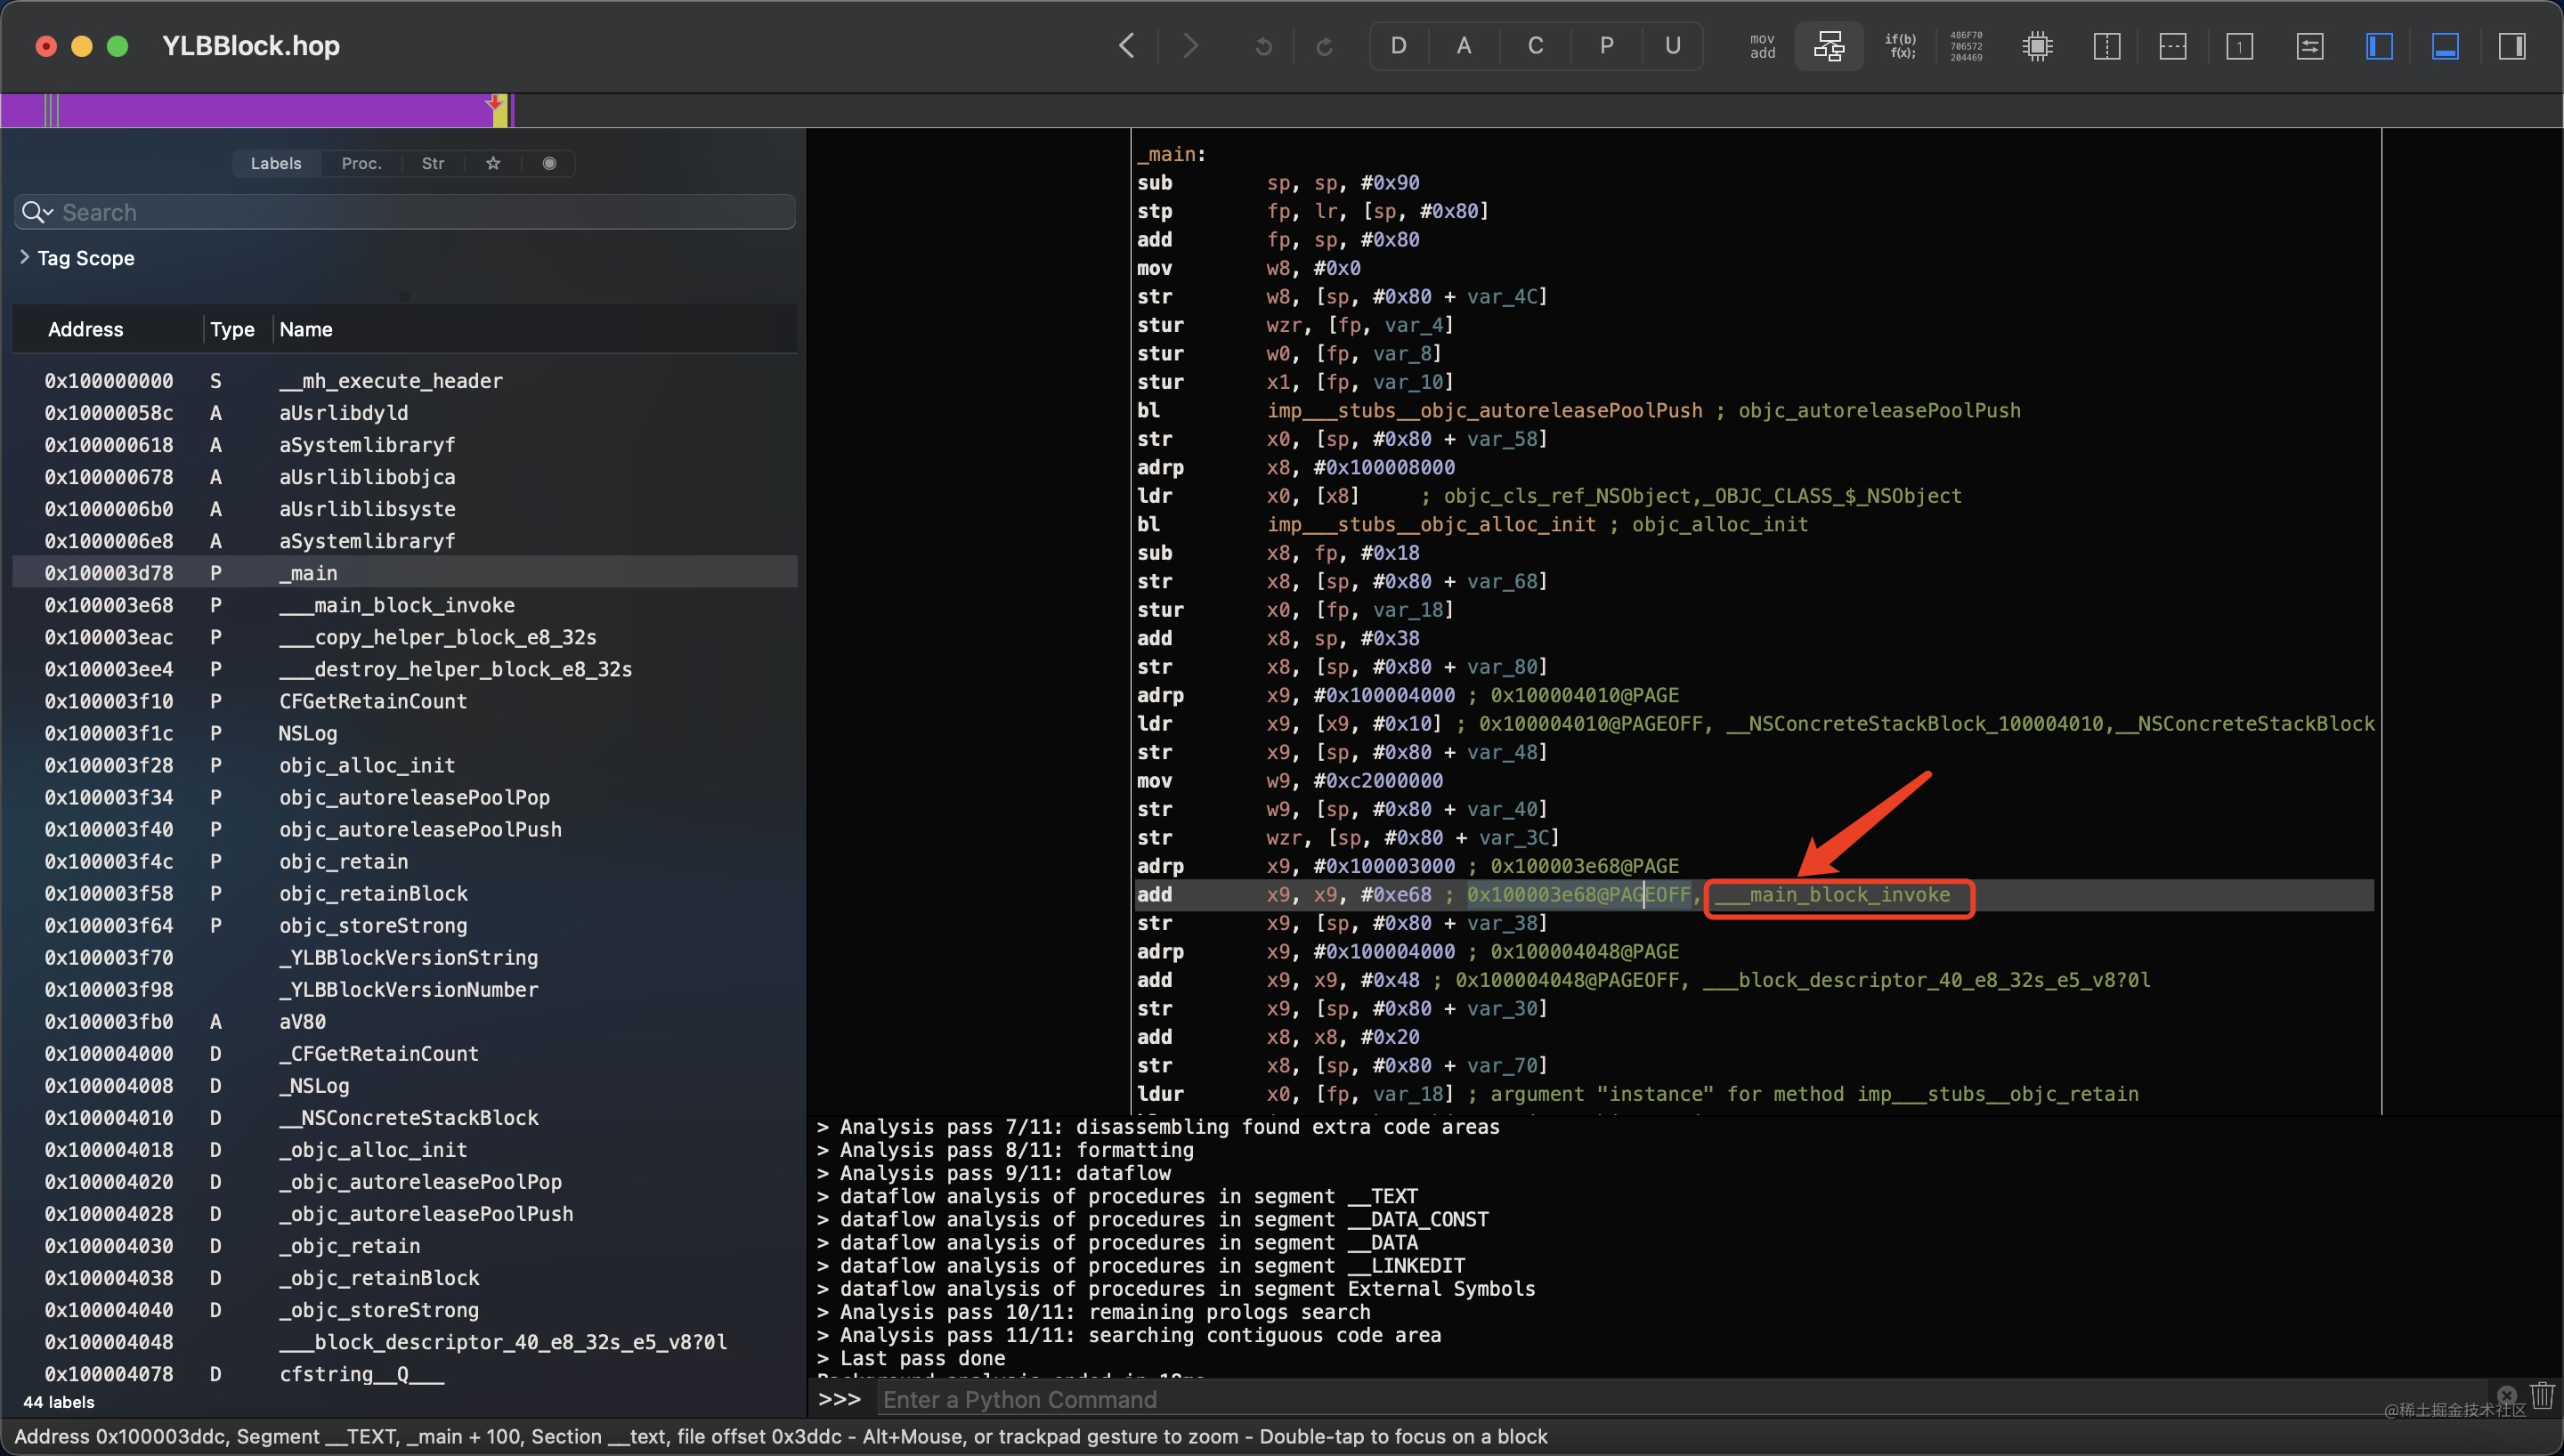 YLBBlock.hop
D A C P U
mov add
if(b) f(x);
486F70 706572 204469
1
Labels Proc. Str
Search
Tag Scope
Address Type Name
0x100000000 S __mh_execute_header
0x10000058c A aUsrlibdyld
0x100000618 A aSystemlibraryf
0x100000678 A aUsrliblibobjca
0x1000006b0 A aUsrliblibsyste
0x1000006e8 A aSystemlibraryf
0x100003d78 P _main
0x100003e68 P ___main_block_invoke
0x100003eac P ___copy_helper_block_e8_32s
0x100003ee4 P ___destroy_helper_block_e8_32s
0x100003f10 P CFGetRetainCount
0x100003f1c P NSLog
0x100003f28 P objc_alloc_init
0x100003f34 P objc_autoreleasePoolPop
0x100003f40 P objc_autoreleasePoolPush
0x100003f4c P objc_retain
0x100003f58 P objc_retainBlock
0x100003f64 P objc_storeStrong
0x100003f70 _YLBBlockVersionString
0x100003f98 _YLBBlockVersionNumber
0x100003fb0 A aV80
0x100004000 D _CFGetRetainCount
0x100004008 D _NSLog
0x100004010 D __NSConcreteStackBlock
0x100004018 D _objc_alloc_init
0x100004020 D _objc_autoreleasePoolPop
0x100004028 D _objc_autoreleasePoolPush
0x100004030 D _objc_retain
0x100004038 D _objc_retainBlock
0x100004040 D _objc_storeStrong
0x100004048 ___block_descriptor_40_e8_32s_e5_v8?0l
0x100004078 D cfstring__Q___
44 labels
_main:
sub sp, sp, #0x90
stp fp, lr, [sp, #0x80]
add fp, sp, #0x80
mov w8, #0x0
str w8, [sp, #0x80 + var_4C]
stur wzr, [fp, var_4]
stur w0, [fp, var_8]
stur x1, [fp, var_10]
bl imp___stubs__objc_autoreleasePoolPush ; objc_autoreleasePoolPush
str x0, [sp, #0x80 + var_58]
adrp x8, #0x100008000
ldr x0, [x8] ; objc_cls_ref_NSObject,_OBJC_CLASS_$_NSObject
bl imp___stubs__objc_alloc_init ; objc_alloc_init
sub x8, fp, #0x18
str x8, [sp, #0x80 + var_68]
stur x0, [fp, var_18]
add x8, sp, #0x38
str x8, [sp, #0x80 + var_80]
adrp x9, #0x100004000 ; 0x100004010@PAGE
ldr x9, [x9, #0x10] ; 0x100004010@PAGEOFF, __NSConcreteStackBlock_100004010,__NSConcreteStackBlock
str x9, [sp, #0x80 + var_48]
mov w9, #0xc2000000
str w9, [sp, #0x80 + var_40]
str wzr, [sp, #0x80 + var_3C]
adrp x9, #0x100003000 ; 0x100003e68@PAGE
add x9, x9, #0xe68 ; 0x100003e68@PAGEOFF, ___main_block_invoke
str x9, [sp, #0x80 + var_38]
adrp x9, #0x100004000 ; 0x100004048@PAGE
add x9, x9, #0x48 ; 0x100004048@PAGEOFF, ___block_descriptor_40_e8_32s_e5_v8?0l
str x9, [sp, #0x80 + var_30]
add x8, x8, #0x20
str x8, [sp, #0x80 + var_70]
ldur x0, [fp, var_18] ; argument "instance" for method imp___stubs__objc_retain
> Analysis pass 7/11: disassembling found extra code areas
> Analysis pass 8/11: formatting
> Analysis pass 9/11: dataflow
> dataflow analysis of procedures in segment __TEXT
> dataflow analysis of procedures in segment __DATA_CONST
> dataflow analysis of procedures in segment __DATA
> dataflow analysis of procedures in segment __LINKEDIT
> dataflow analysis of procedures in segment External Symbols
> Analysis pass 10/11: remaining prologs search
> Analysis pass 11/11: searching contiguous code area
> Last pass done
>>> Enter a Python Command
@稀土掘金技术社区
Address 0x100003ddc, Segment __TEXT, _main + 100, Section __text, file offset 0x3ddc - Alt+Mouse, or trackpad gesture to zoom - Double-tap to focus on a block